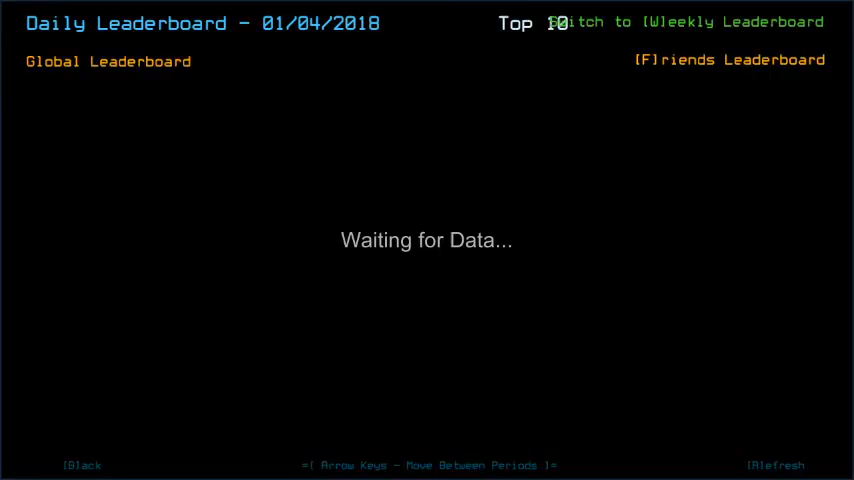 Daily Leaderboard - 01/04/2018
Top 10
Switch to [W]eekly Leaderboard
Global Leaderboard
[F]riends Leaderboard
Waiting for Data...
[B]ack
=[ Arrow Keys - Move Between Periods ]=
[R]efresh